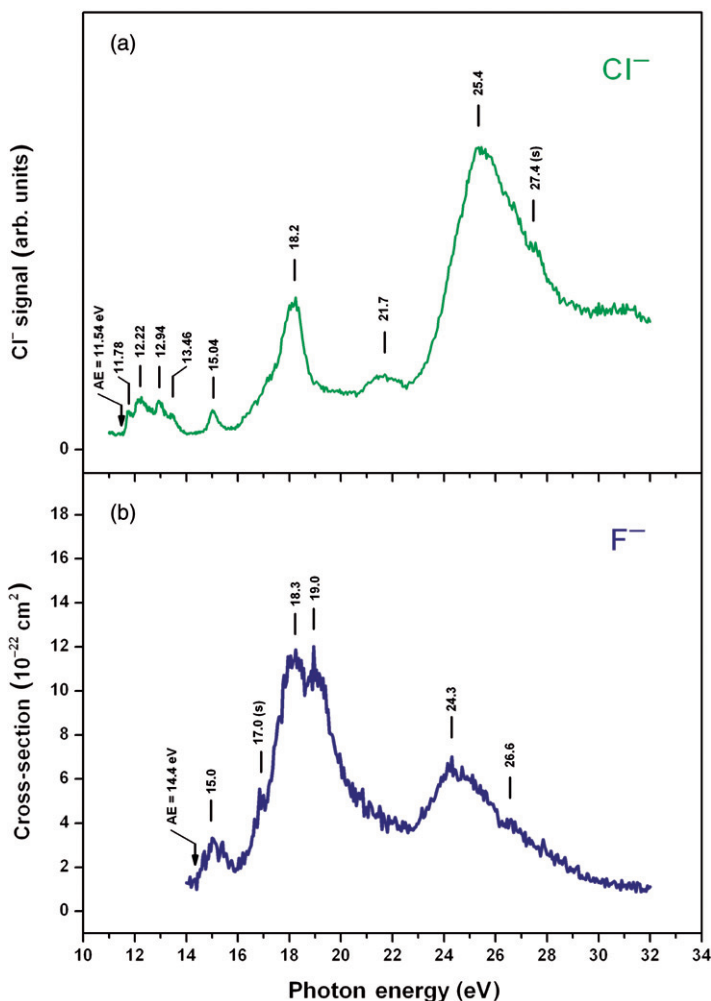 (a)
Cl⁻
Cl⁻ signal (arb. units)
0
AE = 11.54 eV
11.78
12.22
12.94
13.46
15.04
18.2
21.7
25.4
27.4 (s)
(b)
F⁻
Cross-section (10⁻²² cm²)
18
16
14
12
10
8
6
4
2
0
AE = 14.4 eV
15.0
17.0 (s)
18.3
19.0
24.3
26.6
10 12 14 16 18 20 22 24 26 28 30 32 34
Photon energy (eV)